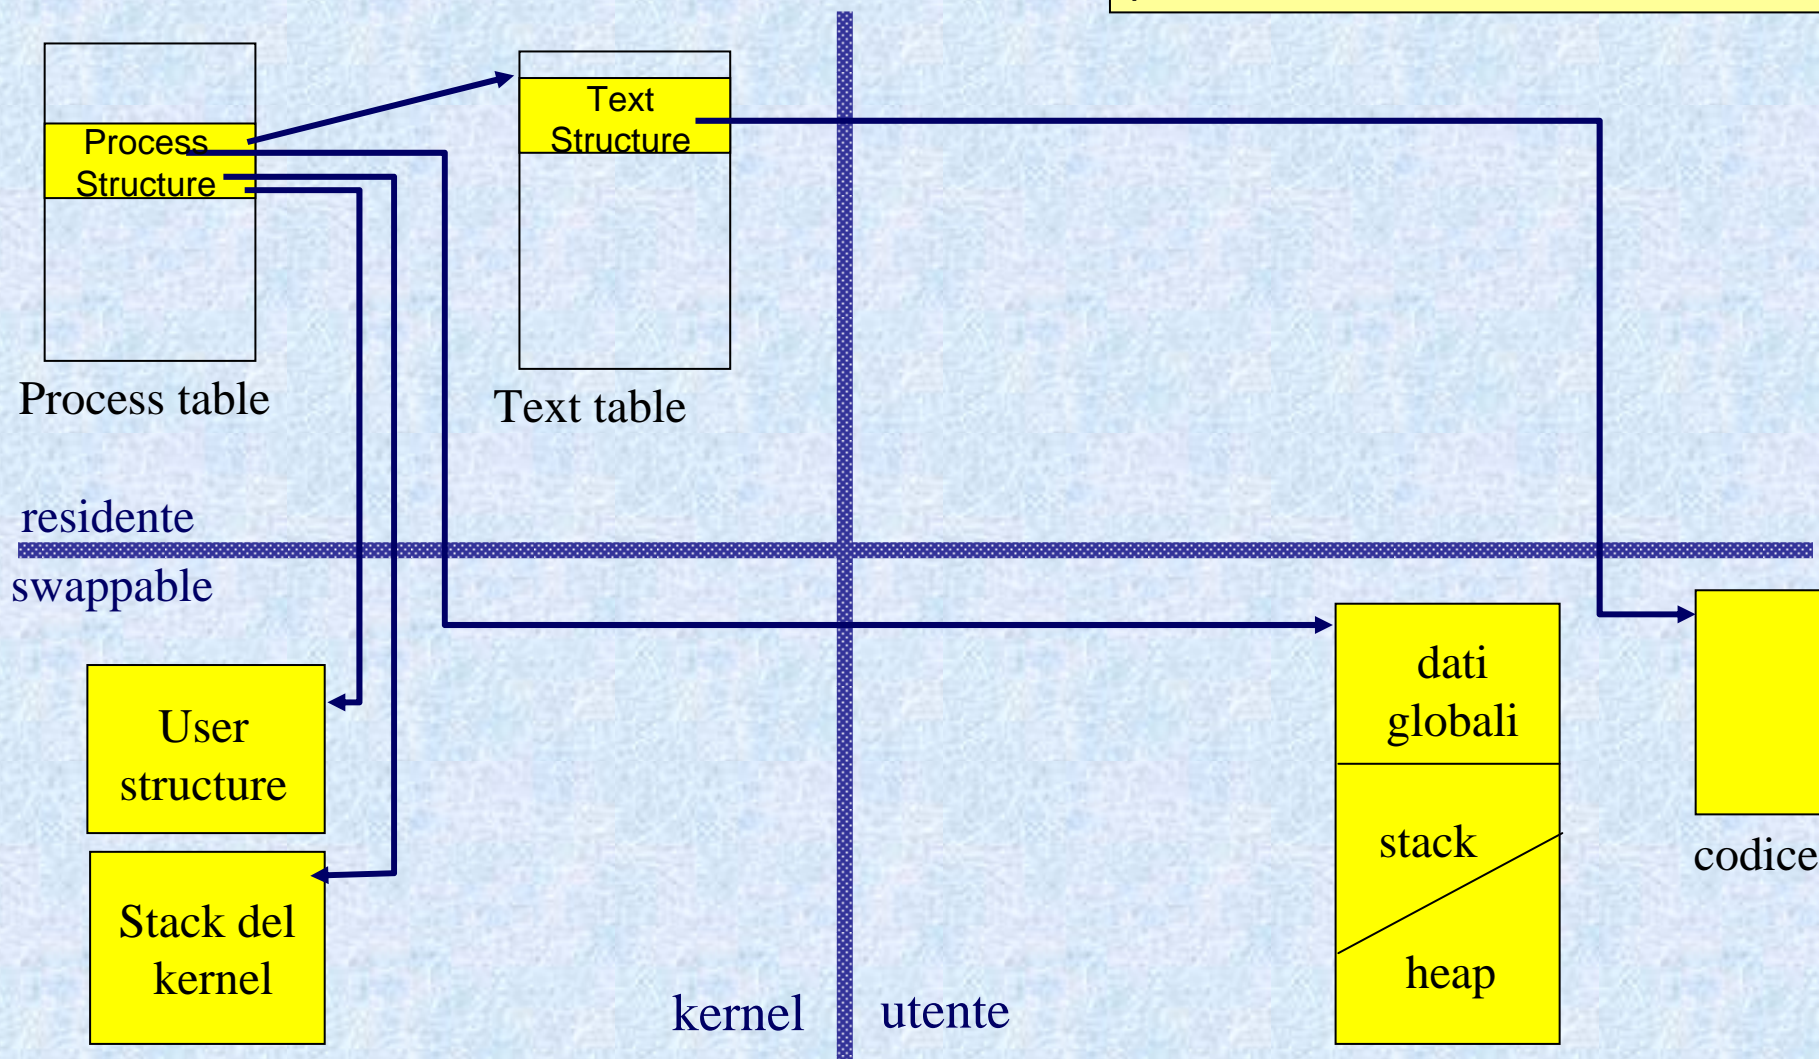 Process
Structure
Text
Structure
Process table
Text table
residente
swappable
User
structure
Stack del
kernel
kernel
utente
dati
globali
stack
heap
codice